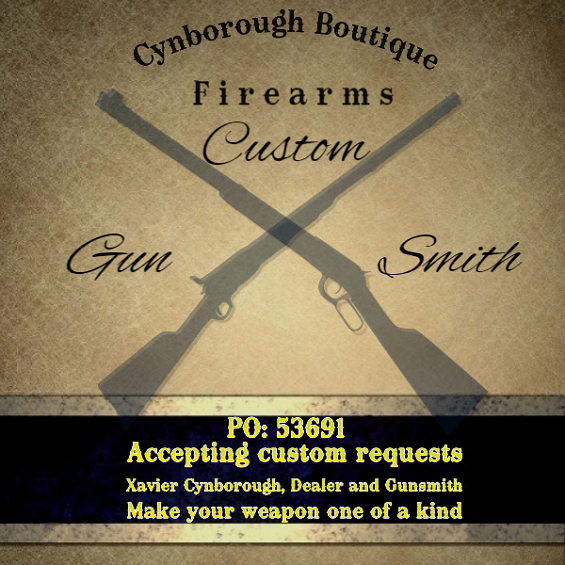 Cynborough Boutique
Firearms
Custom
Gun Smith
PO: 53691
Accepting custom requests
Xavier Cynborough, Dealer and Gunsmith
Make your weapon one of a kind